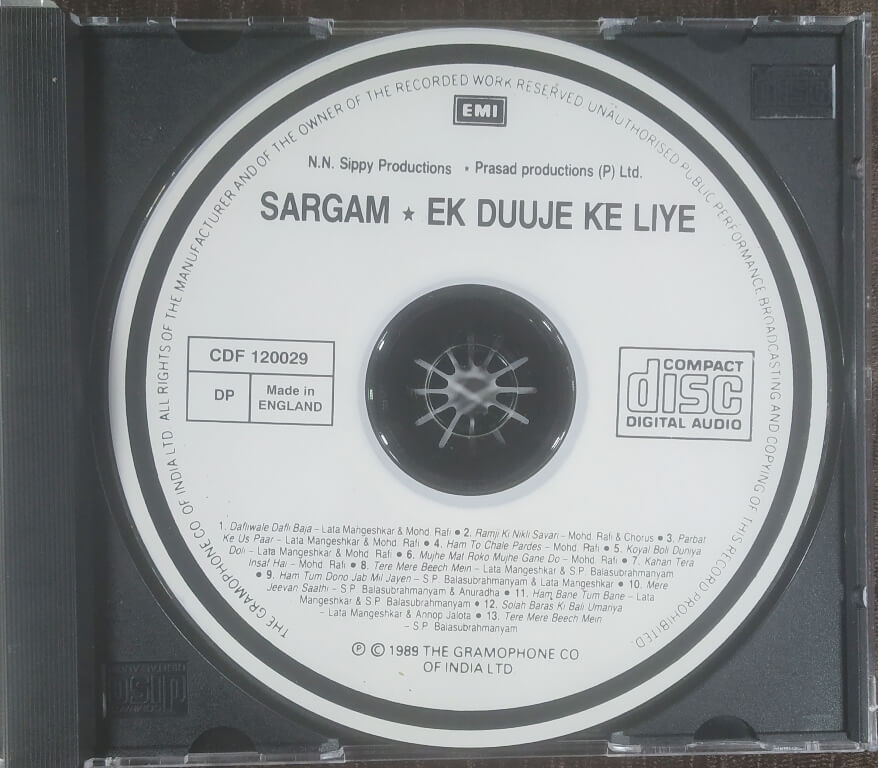 EMI
N.N. Sippy Productions • Prasad productions (P) Ltd.
SARGAM ★ EK DUUJE KE LIYE
CDF 120029
DP
Made in
ENGLAND
COMPACT
disc
DIGITAL AUDIO
1. Dafliwale Dafli Baja – Lata Mangeshkar & Mohd. Rafi ● 2. Ramji Ki Nikli Savari – Mohd. Rafi & Chorus ● 3. Parbat
Ke Us Paar – Lata Mangeshkar & Mohd. Rafi ● 4. Ham To Chale Pardes – Mohd. Rafi ● 5. Koyal Boli Duniya
Doli – Lata Mangeshkar & Mohd. Rafi ● 6. Mujhe Mat Roko Mujhe Gane Do – Mohd. Rafi ● 7. Kahan Tera
Insaf Hai – Mohd. Rafi ● 8. Tere Mere Beech Mein – Lata Mangeshkar & S.P. Balasubrahmanyam
● 9. Ham Tum Dono Jab Mil Jayen – S.P. Balasubrahmanyam & Lata Mangeshkar ● 10. Mere
Jeevan Saathi – S.P. Balasubrahmanyam & Anuradha ● 11. Ham Bane Tum Bane – Lata
Mangeshkar & S.P. Balasubrahmanyam ● 12. Solah Baras Ki Bali Umariya
– Lata Mangeshkar & Annop Jalota ● 13. Tere Mere Beech Mein
– S.P. Balasubrahmanyam
℗ © 1989 THE GRAMOPHONE CO
OF INDIA LTD
THE GRAMOPHONE CO OF INDIA LTD. ALL RIGHTS OF THE MANUFACTURER AND OF THE OWNER OF THE RECORDED WORK RESERVED UNAUTHORISED PUBLIC PERFORMANCE, BROADCASTING AND COPYING OF THIS RECORD PROHIBITED-
disc
disc